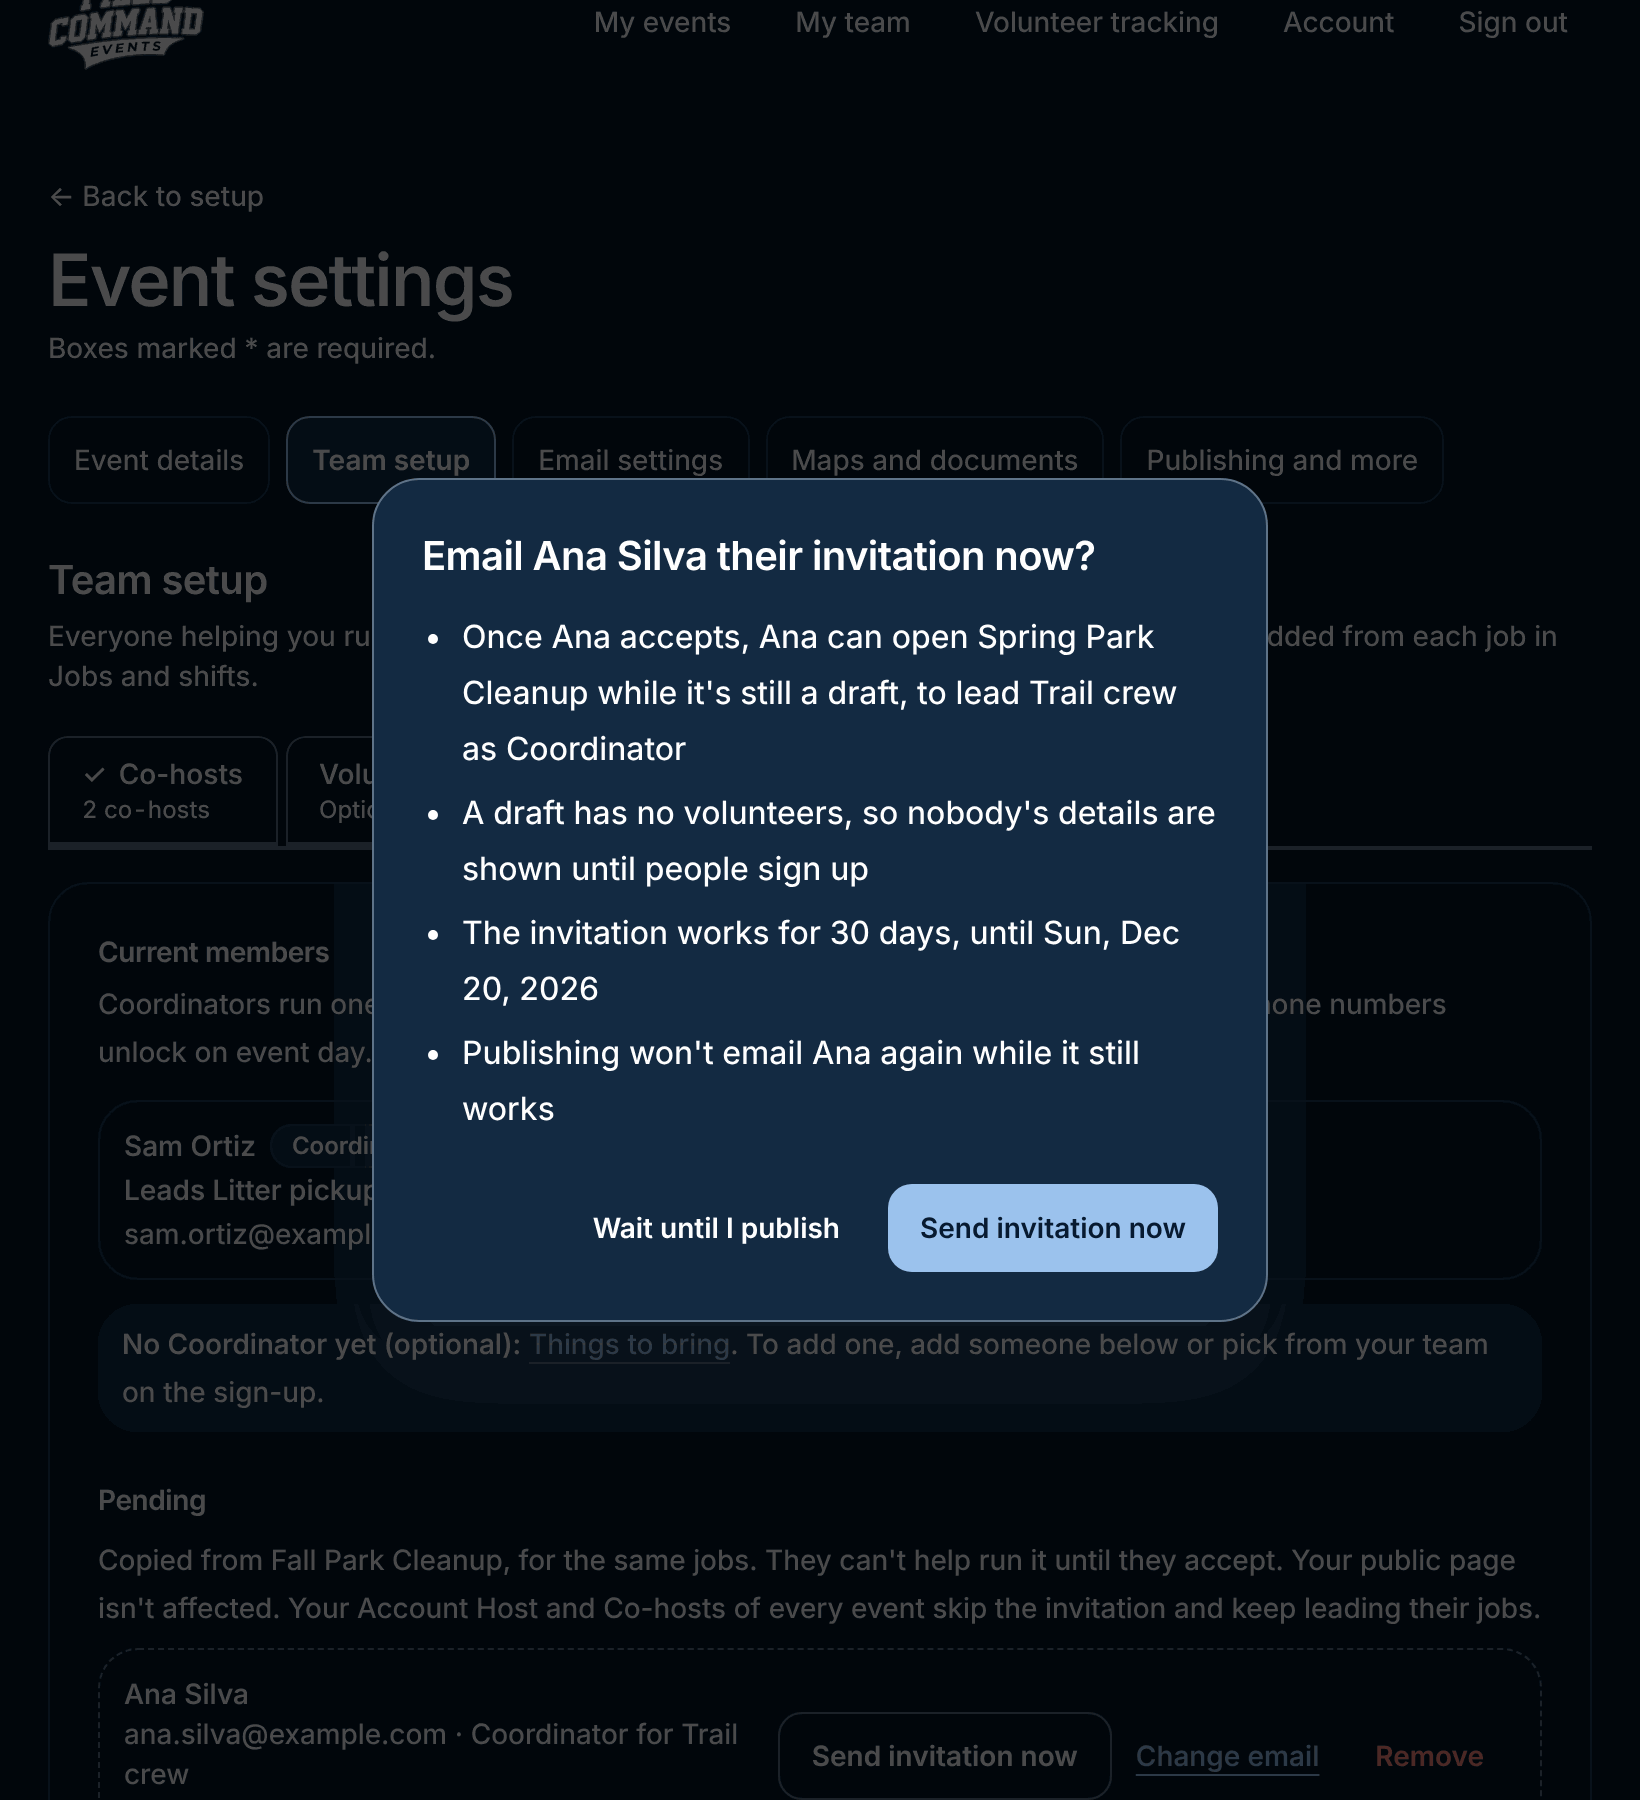 COMMAND
EVENTS
My events
My team
Volunteer tracking
Account
Sign out
← Back to setup
Event settings
Boxes marked * are required.
Event details
Team setup
Email settings
Maps and documents
Publishing and more
Team setup
Everyone helping you ru
dded from each job in
Jobs and shifts.
✓ Co-hosts
2 co-hosts
Volu
Optio
Email Ana Silva their invitation now?
• Once Ana accepts, Ana can open Spring Park
Cleanup while it's still a draft, to lead Trail crew
as Coordinator
• A draft has no volunteers, so nobody's details are
shown until people sign up
• The invitation works for 30 days, until Sun, Dec
20, 2026
• Publishing won't email Ana again while it still
works
Wait until I publish
Send invitation now
Current members
Coordinators run one
one numbers
unlock on event day.
Sam Ortiz
Coordin
Leads Litter pickup
sam.ortiz@exampl
No Coordinator yet (optional): Things to bring. To add one, add someone below or pick from your team
on the sign-up.
Pending
Copied from Fall Park Cleanup, for the same jobs. They can't help run it until they accept. Your public page
isn't affected. Your Account Host and Co-hosts of every event skip the invitation and keep leading their jobs.
Ana Silva
ana.silva@example.com · Coordinator for Trail
crew
Send invitation now
Change email
Remove